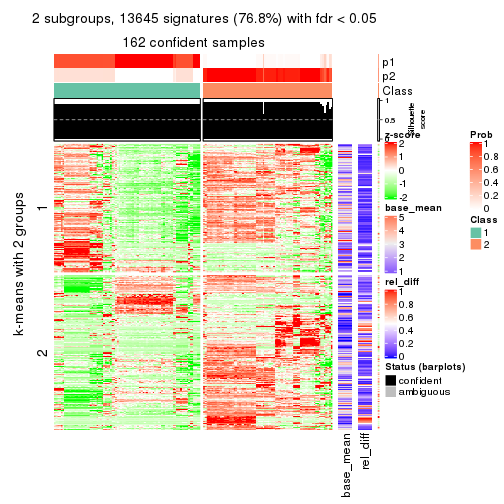 2 subgroups, 13645 signatures (76.8%) with fdr < 0.05
162 confident samples
p1
p2
Class
1
0.5
0
Silhouette
score
k-means with 2 groups
1
2
base_mean
rel_diff
z-score
2
1
0
-1
-2
base_mean
5
4
3
2
1
rel_diff
1
0.8
0.6
0.4
0.2
0
Status (barplots)
confident
ambiguous
Prob
1
0.8
0.6
0.4
0.2
0
Class
1
2